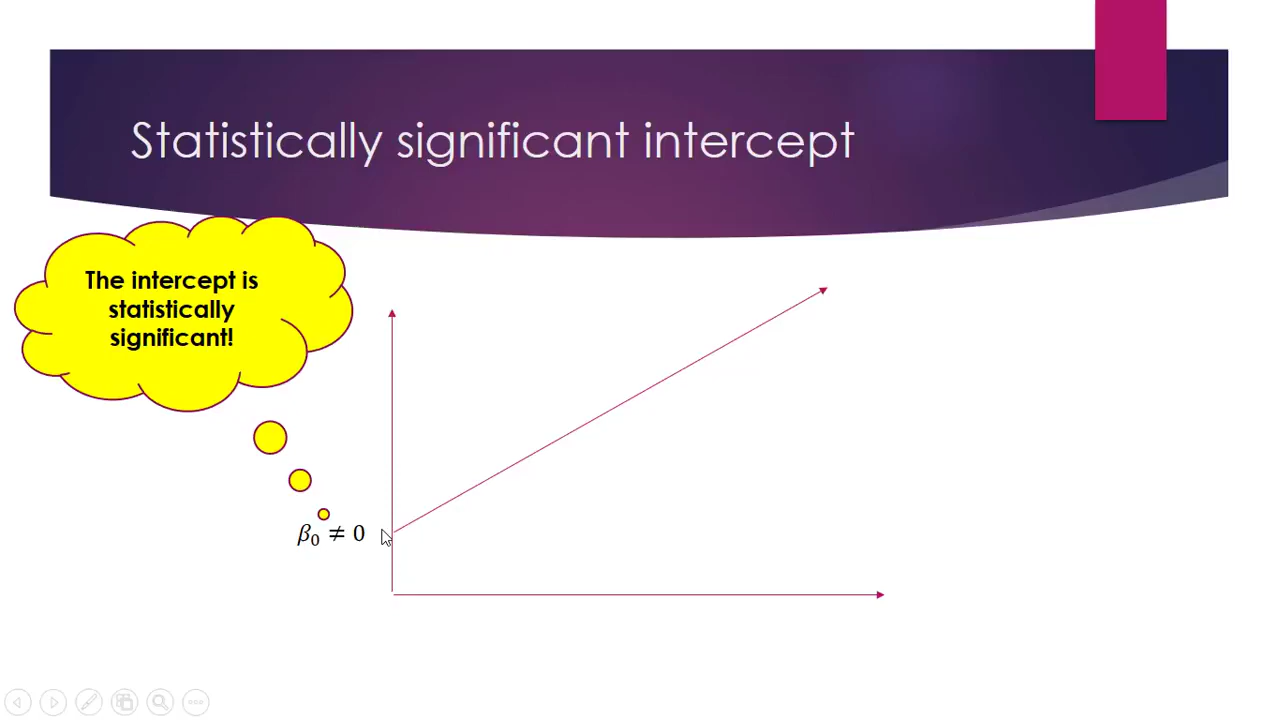 Statistically significant intercept
The intercept is
statistically
significant!
β₀ ≠ 0